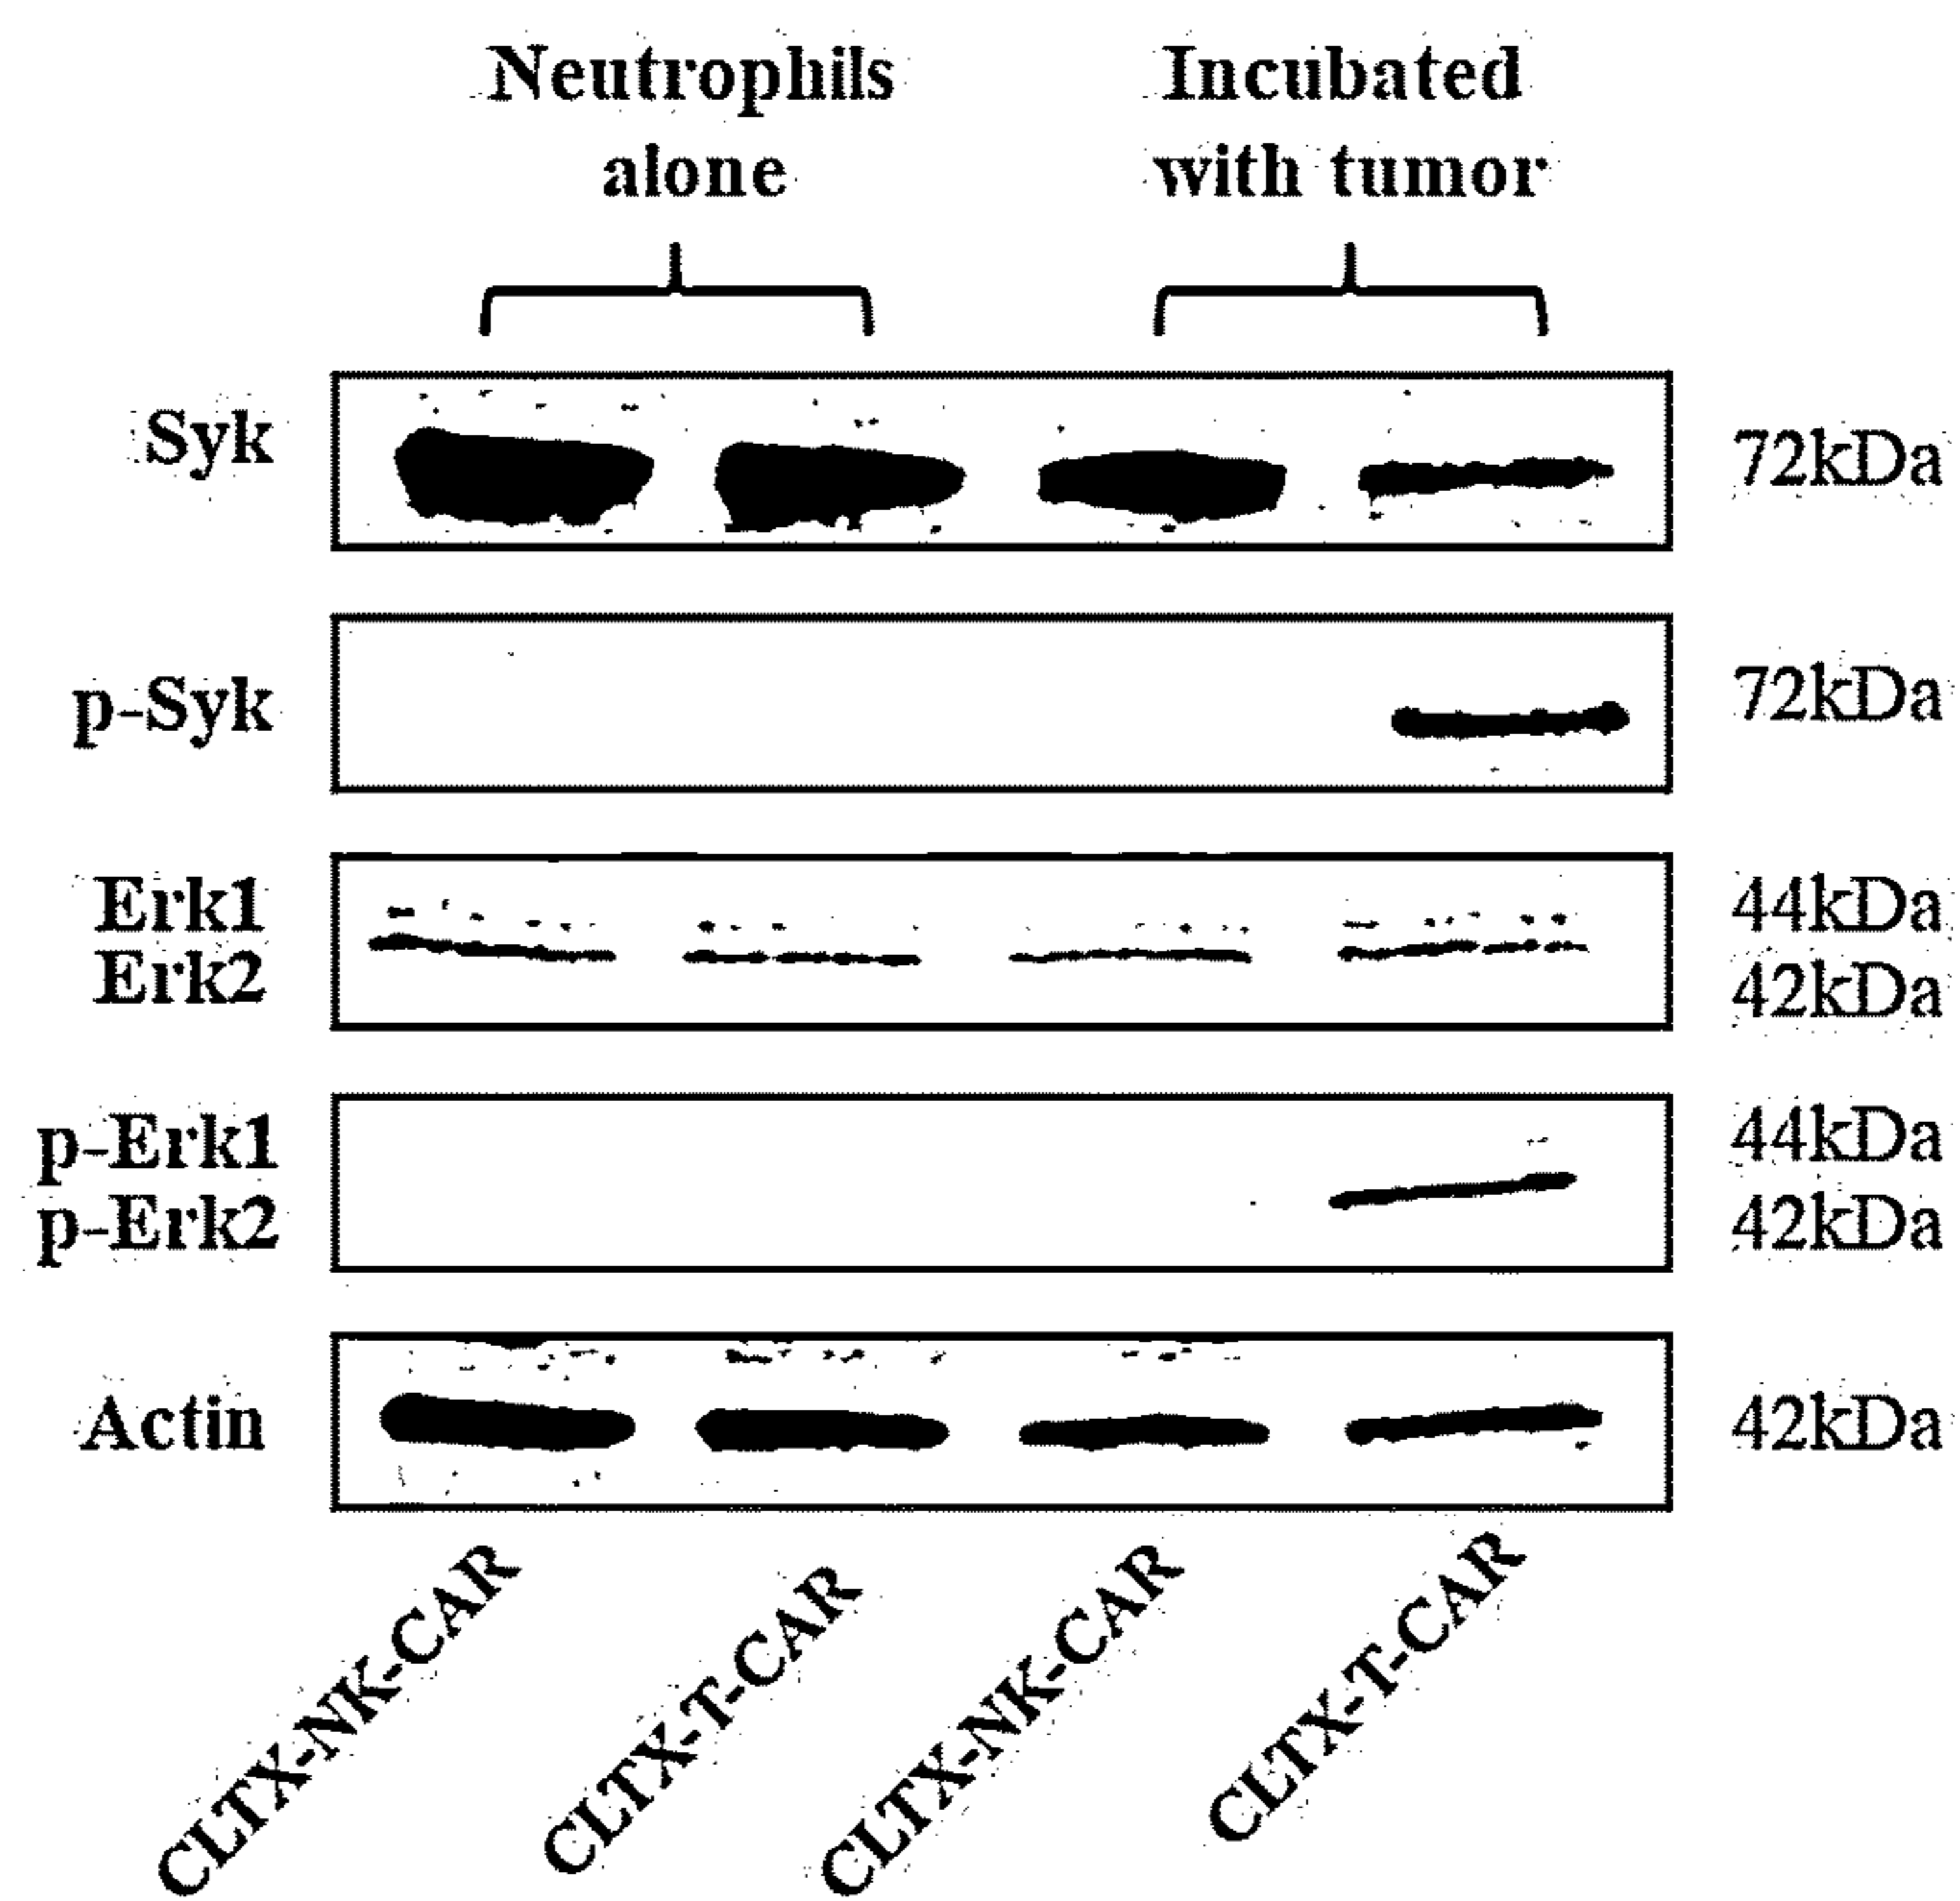 Neutrophils
alone
Incubated
with tumor
Syk
72kDa
p-Syk
72kDa
Erk1
44kDa
Erk2
42kDa
p-Erk1
44kDa
p-Erk2
42kDa
Actin
42kDa
CLTX-NK-CAR
CLTX-T-CAR
CLTX-NK-CAR
CLTX-T-CAR